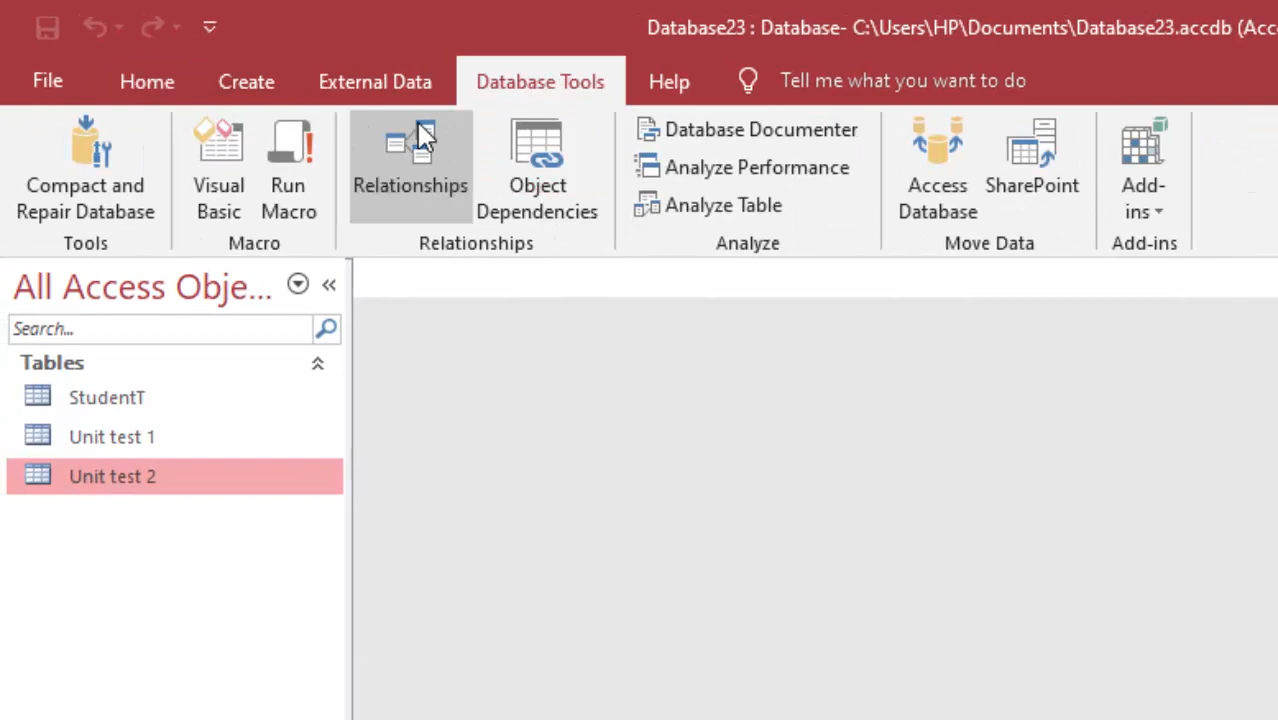 Database23 : Database- C:\Users\HP\Documents\Database23.accdb (Acc
File Home Create External Data Database Tools Help Tell me what you want to do
Compact and Repair Database
Visual Basic
Run Macro
Relationships
Object Dependencies
Database Documenter
Analyze Performance
Analyze Table
Access Database
SharePoint
Add-ins
Tools Macro Relationships Analyze Move Data Add-ins
All Access Obje...
Search...
Tables
StudentT
Unit test 1
Unit test 2